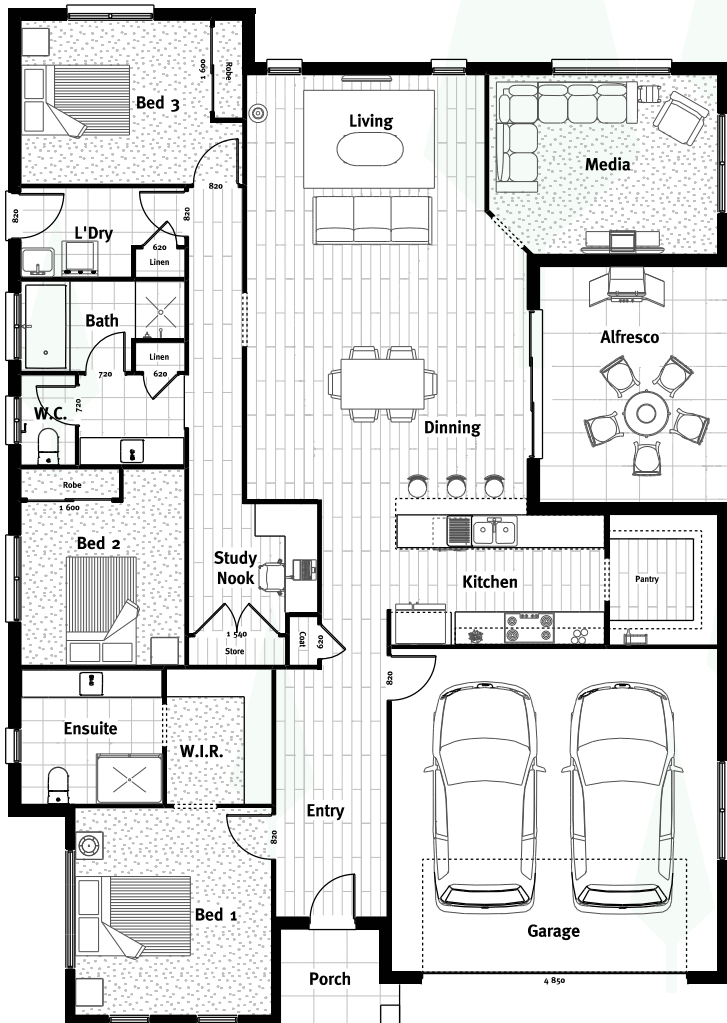 1 600
Robe
Bed 3
Living
Media
820
820
820
L'Dry
620
Linen
Bath
Alfresco
Linen
720
620
W.C.
720
Dinning
Robe
1 600
Bed 2
Study
Nook
Kitchen
Pantry
1 540
Store
Coat
620
820
Ensuite
W.I.R.
Entry
820
Bed 1
Garage
Porch
4 850